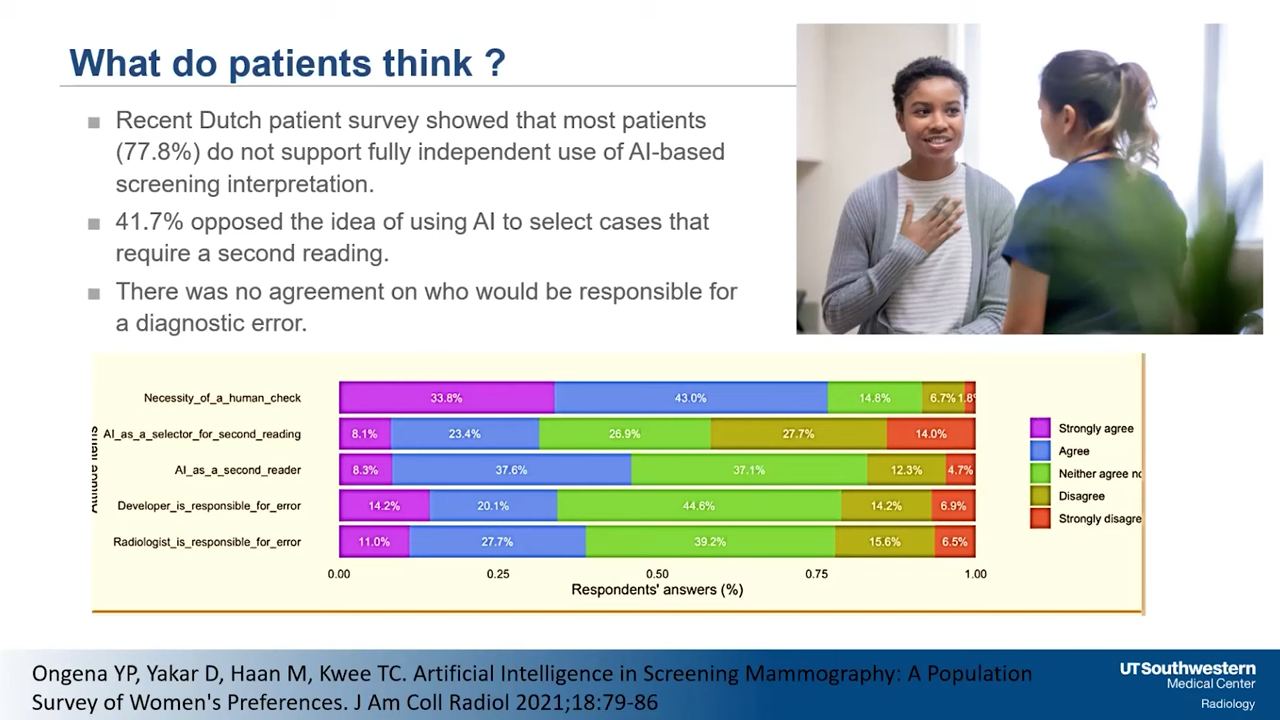 What do patients think ?
Recent Dutch patient survey showed that most patients
(77.8%) do not support fully independent use of AI-based
screening interpretation.
41.7% opposed the idea of using AI to select cases that
require a second reading.
There was no agreement on who would be responsible for
a diagnostic error.
Necessity_of_a_human_check 33.8% 43.0% 14.8% 6.7% 1.8%
AI_as_a_selector_for_second_reading 8.1% 23.4% 26.9% 27.7% 14.0%
AI_as_a_second_reader 8.3% 37.6% 37.1% 12.3% 4.7%
Developer_is_responsible_for_error 14.2% 20.1% 44.6% 14.2% 6.9%
Radiologist_is_responsible_for_error 11.0% 27.7% 39.2% 15.6% 6.5%
0.00 0.25 0.50 0.75 1.00
Respondents' answers (%)
Strongly agree
Agree
Neither agree no
Disagree
Strongly disagre
Ongena YP, Yakar D, Haan M, Kwee TC. Artificial Intelligence in Screening Mammography: A Population
Survey of Women's Preferences. J Am Coll Radiol 2021;18:79-86
UTSouthwestern
Medical Center
Radiology